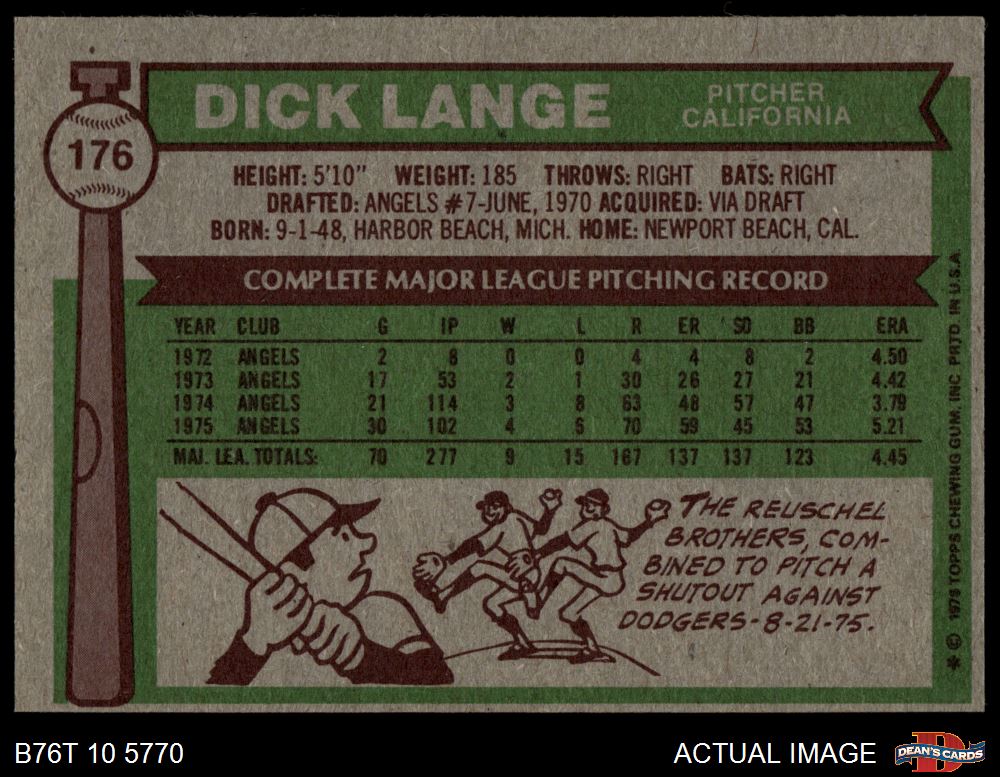 176
DICK LANGE
PITCHER
CALIFORNIA
HEIGHT: 5'10" WEIGHT: 185 THROWS: RIGHT BATS: RIGHT
DRAFTED: ANGELS #7-JUNE, 1970 ACQUIRED: VIA DRAFT
BORN: 9-1-48, HARBOR BEACH, MICH. HOME: NEWPORT BEACH, CAL.
COMPLETE MAJOR LEAGUE PITCHING RECORD
YEAR CLUB G IP W L R ER SO BB ERA
1972 ANGELS 2 8 0 0 4 4 8 2 4.50
1973 ANGELS 17 53 2 1 30 26 27 21 4.42
1974 ANGELS 21 114 3 8 63 48 57 47 3.79
1975 ANGELS 30 102 4 6 70 59 45 53 5.21
MAJ. LEA. TOTALS: 70 277 9 15 167 137 137 123 4.45
THE REUSCHEL
BROTHERS, COM-
BINED TO PITCH A
SHUTOUT AGAINST
DODGERS-8-21-75.
* © 1976 TOPPS CHEWING GUM, INC. PRTD. IN U.S.A.
B76T 10 5770
ACTUAL IMAGE
D
DEAN'S CARDS